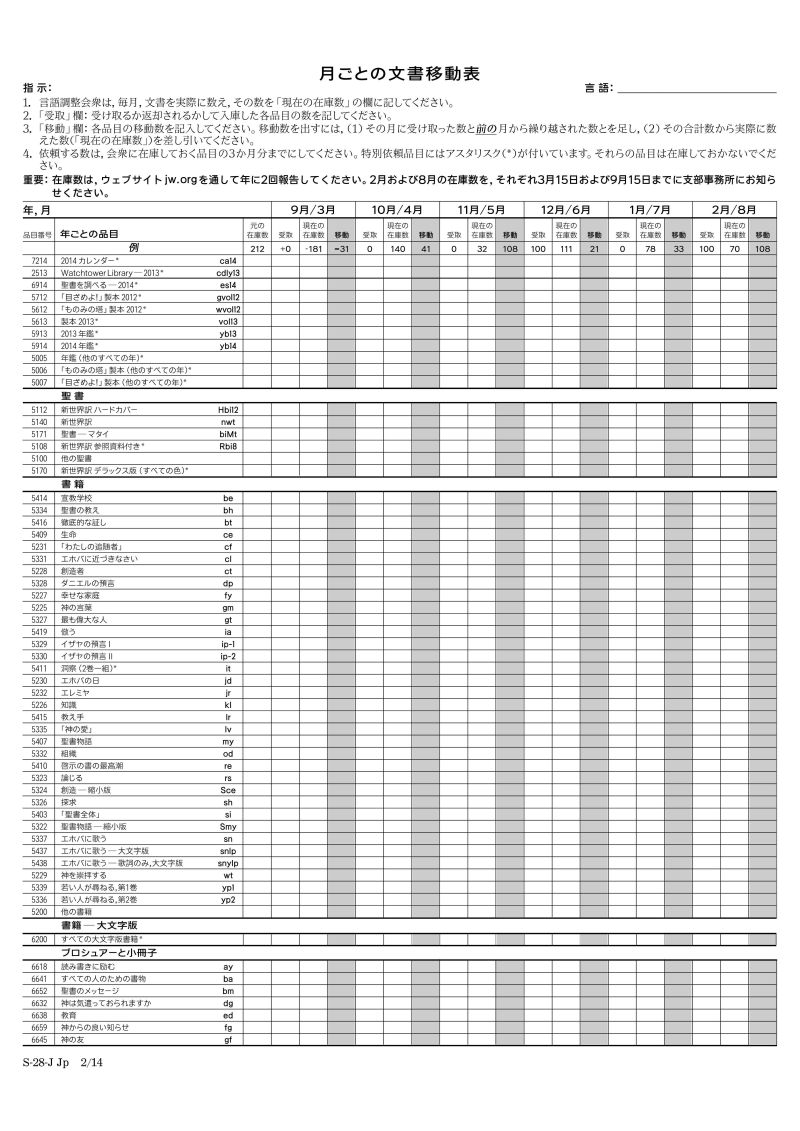 月ごとの文書移動表
指 示： 言 語：
1. 言語調整会衆は，毎月，文書を実際に数え，その数を「現在の在庫数」の欄に記してください。
2. 「受取」欄：受け取るか返却されるかして入庫した各品目の数を記してください。
3. 「移動」欄：各品目の移動数を記入してください。移動数を出すには，（1）その月に受け取った数と前の月から繰り越された数とを足し，（2）その合計数から実際に数
えた数（「現在の在庫数」）を差し引いてください。
4. 依頼する数は，会衆に在庫しておく品目の3か月分までにしてください。特別依頼品目にはアスタリスク（*）が付いています。それらの品目は在庫しておかないでくだ
さい。
重要：在庫数は，ウェブサイトjw.orgを通して年に2回報告してください。2月および8月の在庫数を，それぞれ3月15日および9月15日までに支部事務所にお知ら
せください。
年，月 9月/3月 10月/4月 11月/5月 12月/6月 1月/7月 2月/8月
品目番号 年ごとの品目 元の在庫数 受取 現在の在庫数 移動 受取 現在の在庫数 移動 受取 現在の在庫数 移動 受取 現在の在庫数 移動 受取 現在の在庫数 移動 受取 現在の在庫数 移動
例 212 +0 -181 =31 0 140 41 0 32 108 100 111 21 0 78 33 100 70 108
7214 2014 カレンダー* ca14
2513 Watchtower Library — 2013* cdly13
6914 聖書を調べる — 2014* es14
5712 「目ざめよ！」製本 2012* gvol12
5612 「ものみの塔」製本 2012* wvol12
5613 製本 2013* vol13
5913 2013 年鑑* yb13
5914 2014 年鑑* yb14
5005 年鑑（他のすべての年）*
5006 「ものみの塔」製本（他のすべての年）*
5007 「目ざめよ！」製本（他のすべての年）*
聖 書
5112 新世界訳 ハードカバー Hbi12
5140 新世界訳 nwt
5171 聖書 — マタイ biMt
5108 新世界訳 参照資料付き* Rbi8
5100 他の聖書
5170 新世界訳 デラックス版（すべての色）*
書 籍
5414 宣教学校 be
5334 聖書の教え bh
5416 徹底的な証し bt
5409 生命 ce
5231 「わたしの追随者」 cf
5331 エホバに近づきなさい cl
5228 創造者 ct
5328 ダニエルの預言 dp
5227 幸せな家庭 fy
5225 神の言葉 gm
5327 最も偉大な人 gt
5419 倣う ia
5329 イザヤの預言 I ip-1
5330 イザヤの預言 II ip-2
5411 洞察（2巻一組）* it
5230 エホバの日 jd
5232 エレミヤ jr
5226 知識 kl
5415 教え手 lr
5335 「神の愛」 lv
5407 聖書物語 my
5332 組織 od
5410 啓示の書の最高潮 re
5323 論じる rs
5324 創造 — 縮小版 Sce
5326 探求 sh
5403 「聖書全体」 si
5322 聖書物語 — 縮小版 Smy
5337 エホバに歌う sn
5437 エホバに歌う — 大文字版 snlp
5438 エホバに歌う — 歌詞のみ，大文字版 snylp
5229 神を崇拝する wt
5339 若い人が尋ねる，第1巻 yp1
5336 若い人が尋ねる，第2巻 yp2
5200 他の書籍
書籍 — 大文字版
6200 すべての大文字版書籍*
ブロシュアーと小冊子
6618 読み書きに励む ay
6641 すべての人のための書物 ba
6652 聖書のメッセージ bm
6632 神は気遣っておられますか dg
6638 教育 ed
6659 神からの良い知らせ fg
6645 神の友 gf
S-28-J Jp 2/14